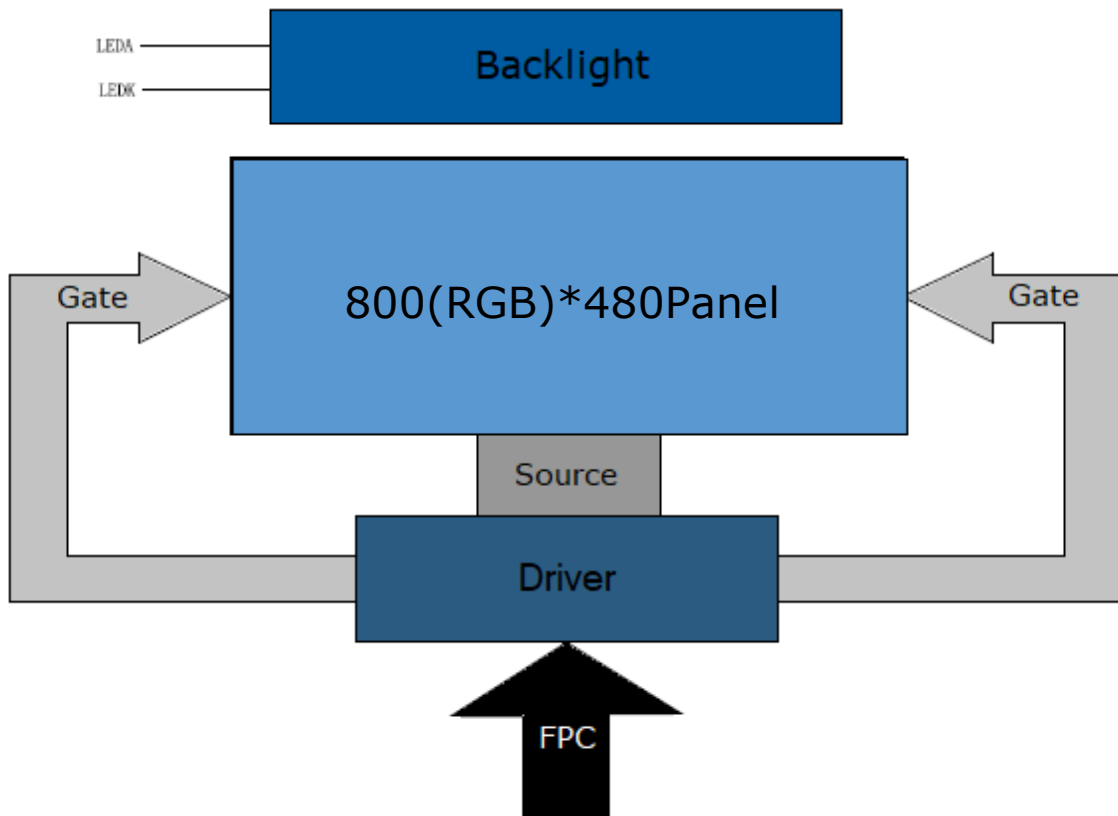 LEDA
LEDK
Backlight
Gate
800(RGB)*480Panel
Gate
Source
Driver
FPC